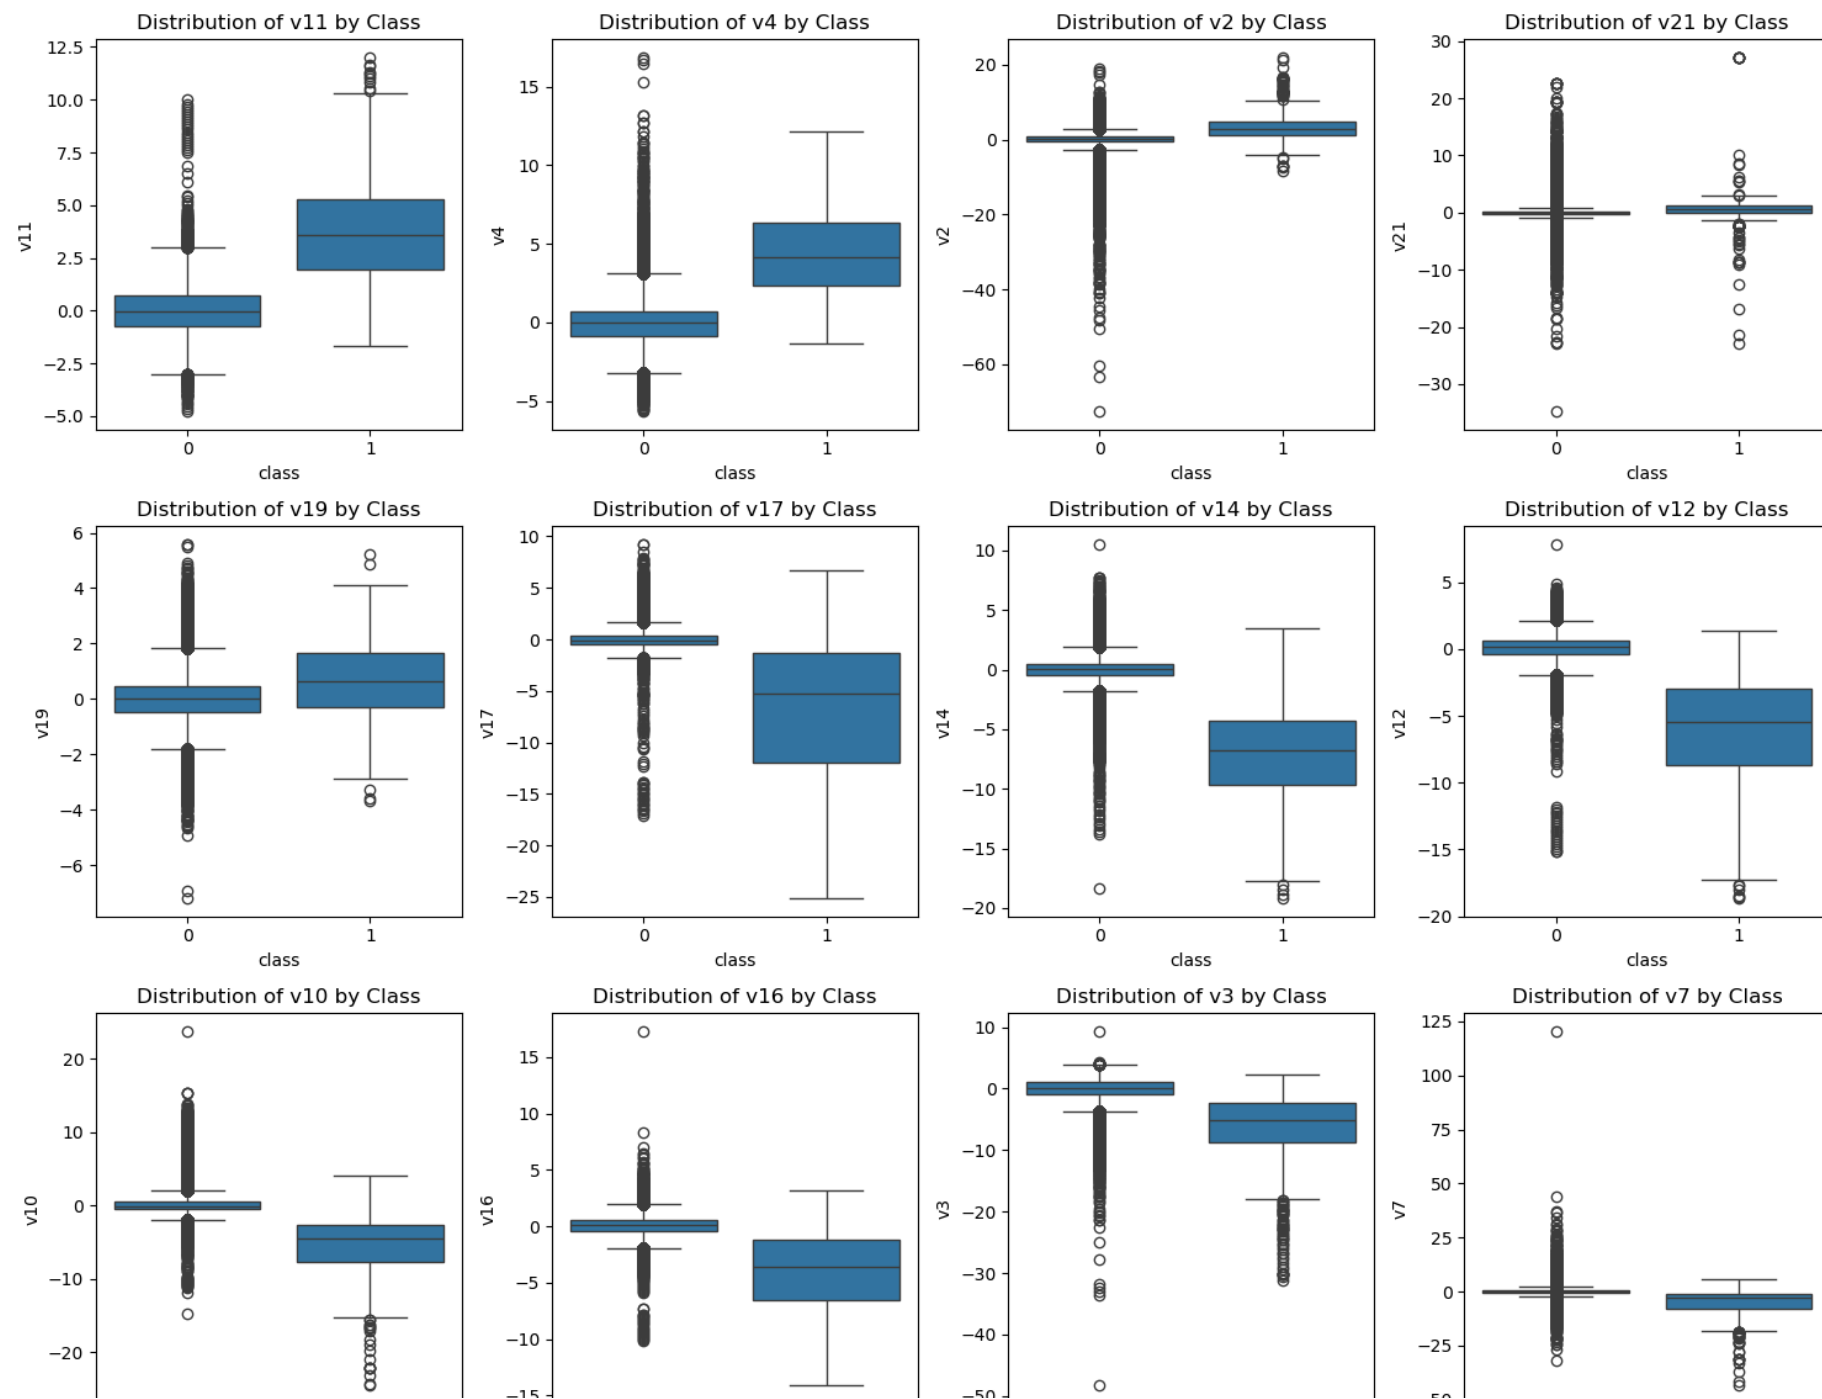 Distribution of v11 by Class
12.5
10.0
7.5
5.0
2.5
0.0
−2.5
−5.0
v11
0 1
class
Distribution of v4 by Class
15
10
5
0
−5
v4
0 1
class
Distribution of v2 by Class
20
0
−20
−40
−60
v2
0 1
class
Distribution of v21 by Class
30
20
10
0
−10
−20
−30
v21
0 1
class
Distribution of v19 by Class
6
4
2
0
−2
−4
−6
v19
0 1
class
Distribution of v17 by Class
10
5
0
−5
−10
−15
−20
−25
v17
0 1
class
Distribution of v14 by Class
10
5
0
−5
−10
−15
−20
v14
0 1
class
Distribution of v12 by Class
5
0
−5
−10
−15
−20
v12
0 1
class
Distribution of v10 by Class
20
10
0
−10
−20
v10
Distribution of v16 by Class
15
10
5
0
−5
−10
−15
v16
Distribution of v3 by Class
10
0
−10
−20
−30
−40
−50
v3
Distribution of v7 by Class
125
100
75
50
25
0
−25
−50
v7